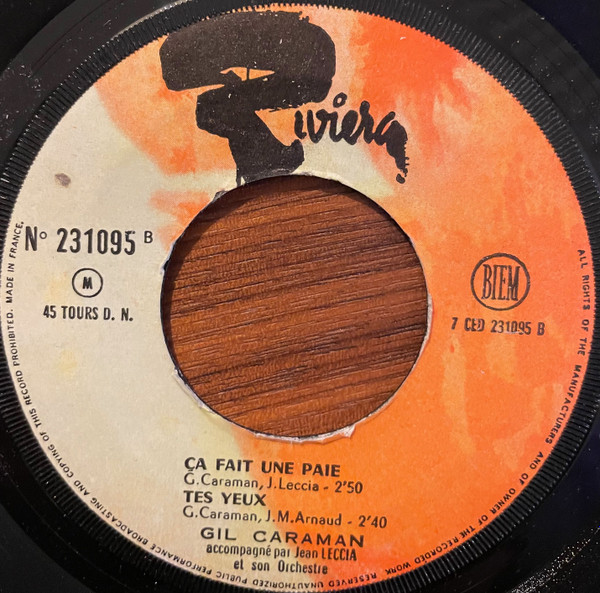 Riviera
Nº 231095 B
M
45 TOURS D. N.
BIEM
7 CED 231095 B
ÇA FAIT UNE PAIE
G. Caraman, J. Leccia - 2'50
TES YEUX
G. Caraman, J. M. Arnaud - 2'40
GIL CARAMAN
accompagné par Jean LECCIA
et son Orchestre
ALL RIGHTS OF THE MANUFACTURERS AND OF OWNER OF THE RECORDED WORK RESERVED UNAUTHORIZED PUBLIC PERFORMANCE BROADCASTING AND COPYING OF THIS RECORD PROHIBITED. MADE IN FRANCE.